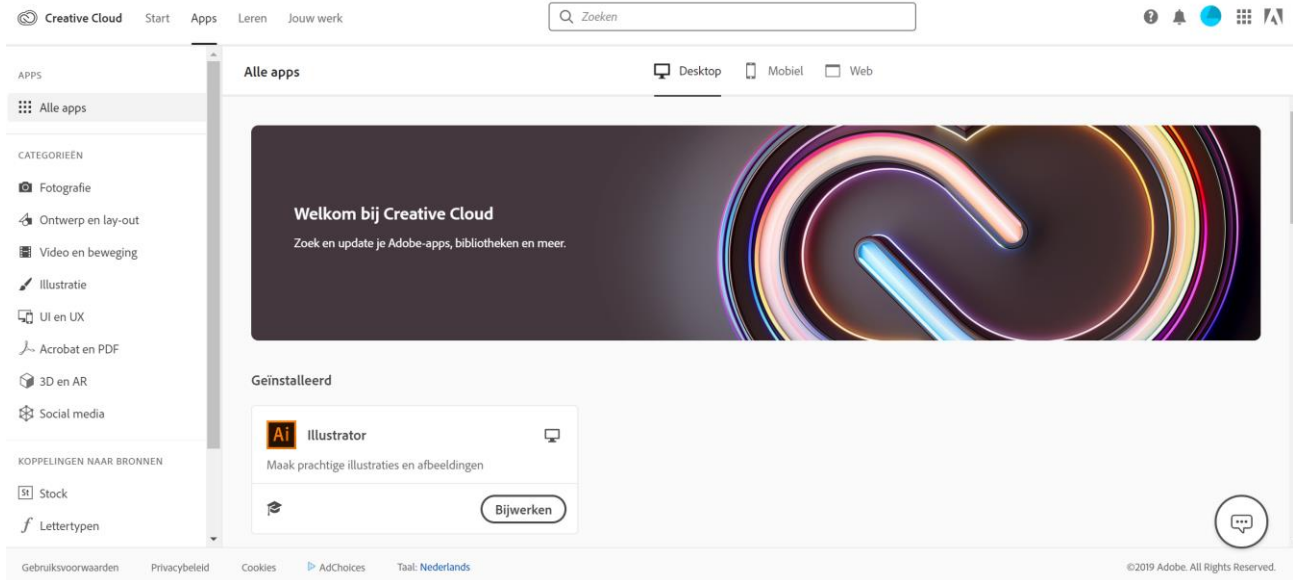 Creative Cloud Start Apps Leren Jouw werk Zoeken
APPS
Alle apps
CATEGORIEËN
Fotografie
Ontwerp en lay-out
Video en beweging
Illustratie
UI en UX
Acrobat en PDF
3D en AR
Social media
KOPPELINGEN NAAR BRONNEN
St Stock
f Lettertypen
Alle apps Desktop Mobiel Web
Welkom bij Creative Cloud
Zoek en update je Adobe-apps, bibliotheken en meer.
Geïnstalleerd
Ai Illustrator
Maak prachtige illustraties en afbeeldingen
Bijwerken
Gebruiksvoorwaarden Privacybeleid Cookies AdChoices Taal: Nederlands ©2019 Adobe. All Rights Reserved.